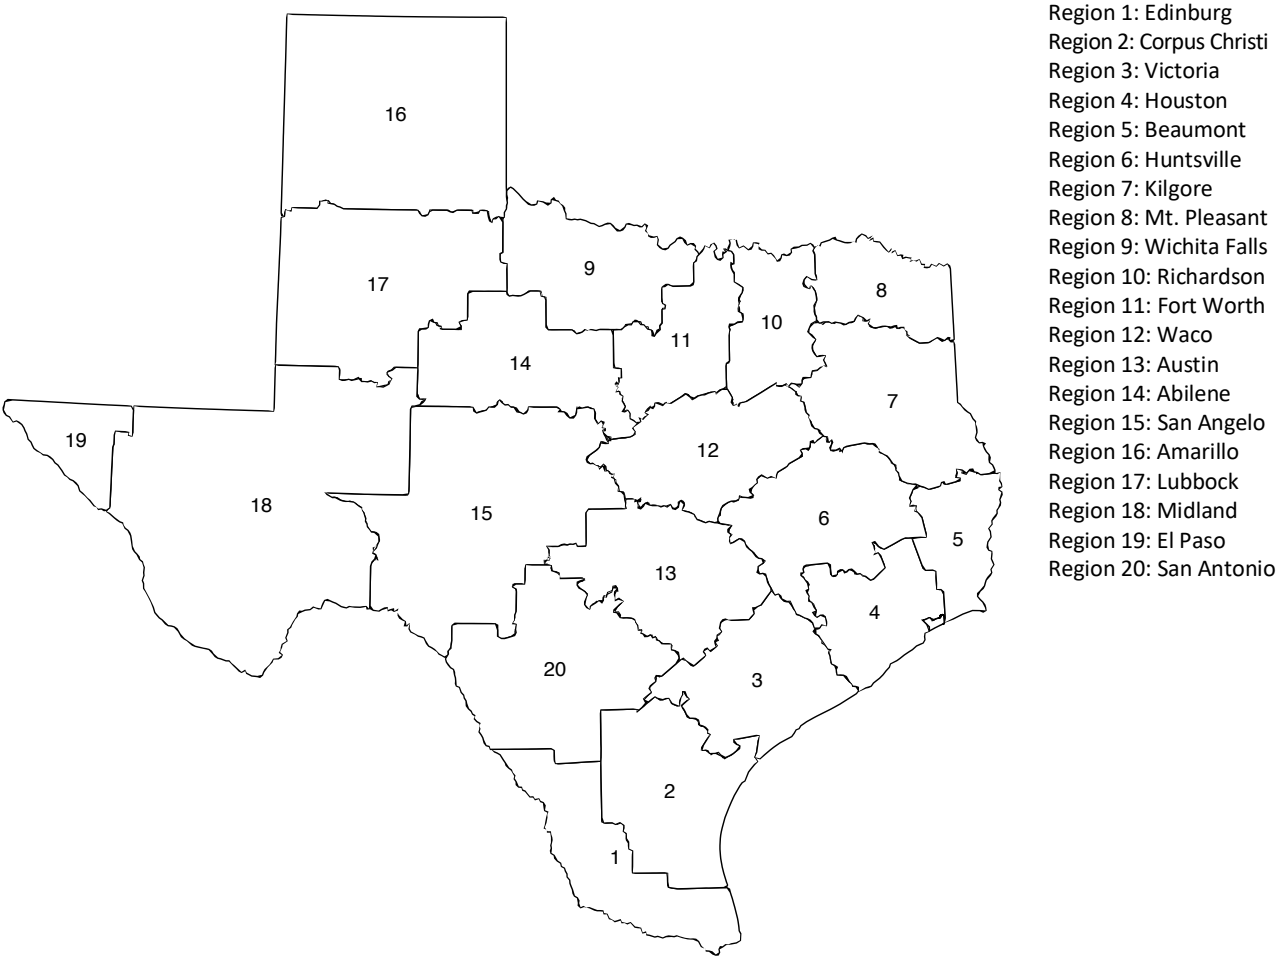 Region 1: Edinburg
Region 2: Corpus Christi
Region 3: Victoria
Region 4: Houston
Region 5: Beaumont
Region 6: Huntsville
Region 7: Kilgore
Region 8: Mt. Pleasant
Region 9: Wichita Falls
Region 10: Richardson
Region 11: Fort Worth
Region 12: Waco
Region 13: Austin
Region 14: Abilene
Region 15: San Angelo
Region 16: Amarillo
Region 17: Lubbock
Region 18: Midland
Region 19: El Paso
Region 20: San Antonio
16
9
17
8
10
11
14
7
19
12
18
15
6
5
13
4
20
3
2
1